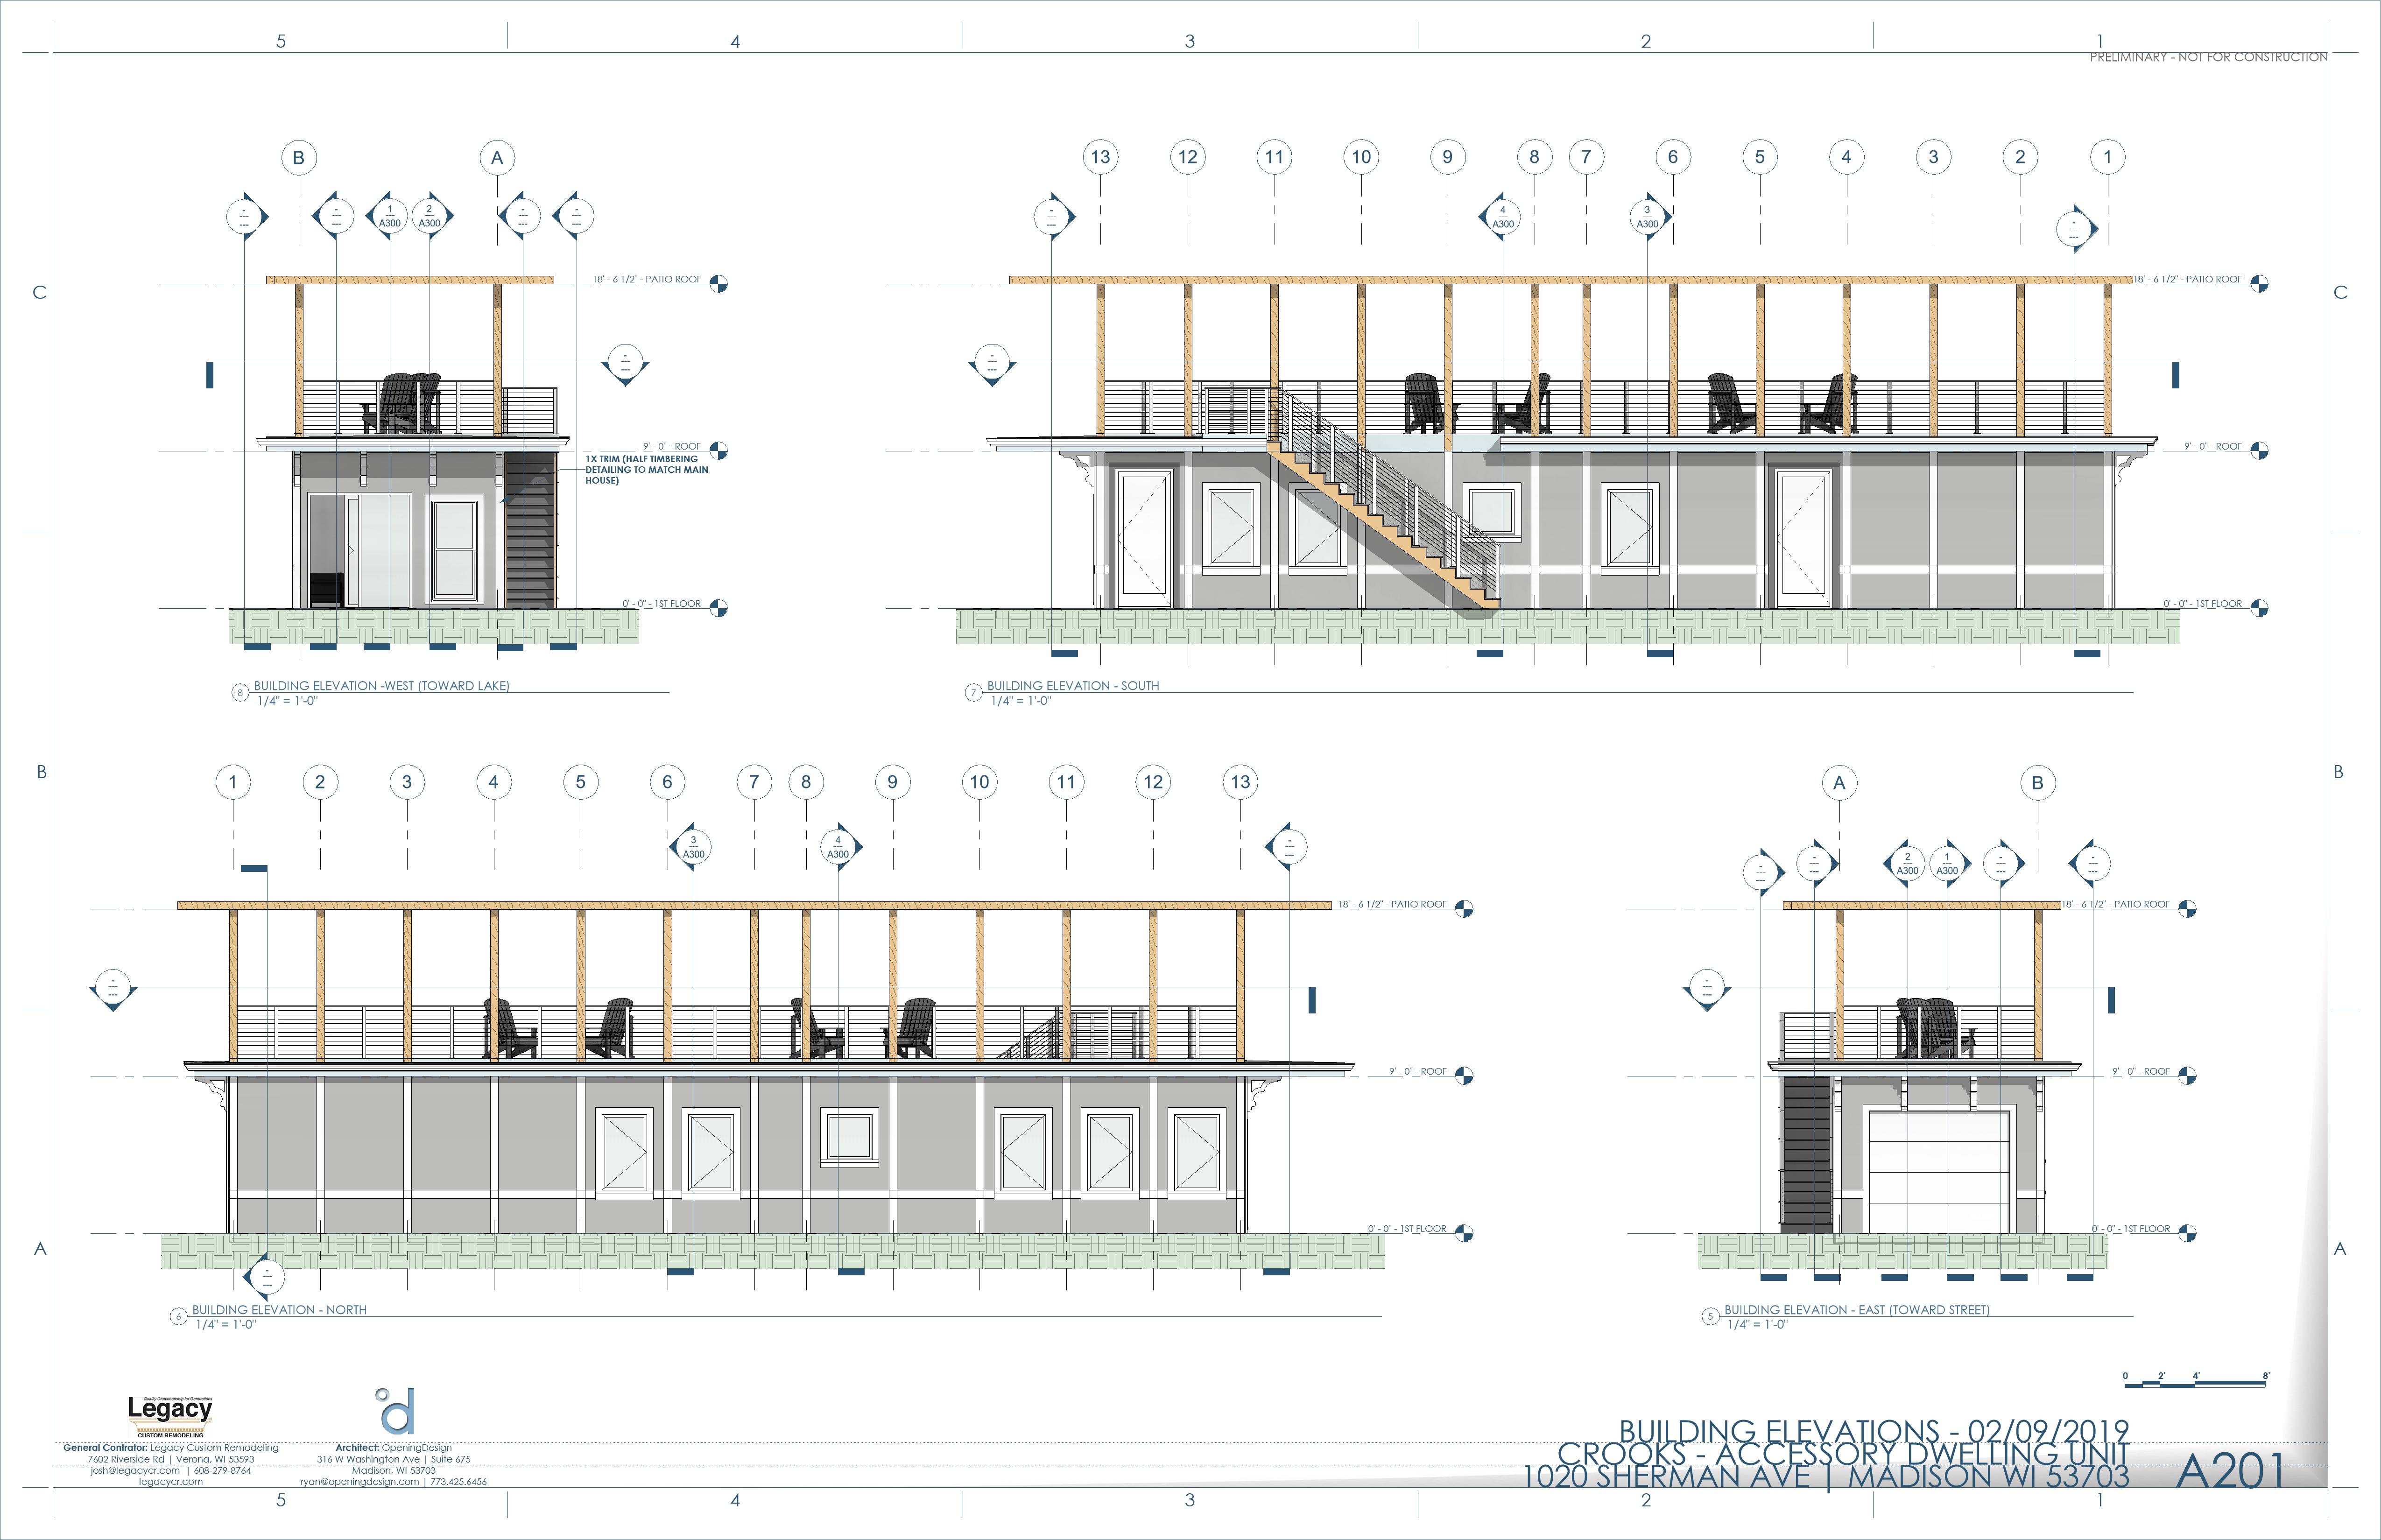 5 4 3 2 1
PRELIMINARY - NOT FOR CONSTRUCTION
B A
- --- - --- 1 A300 2 A300 - --- - ---
18' - 6 1/2" - PATIO ROOF
- ---
9' - 0" - ROOF
1X TRIM (HALF TIMBERING
DETAILING TO MATCH MAIN
HOUSE)
0' - 0" - 1ST FLOOR
8 BUILDING ELEVATION -WEST (TOWARD LAKE)
1/4" = 1'-0"
13 12 11 10 9 8 7 6 5 4 3 2 1
- --- 4 A300 3 A300 - ---
18' - 6 1/2" - PATIO ROOF
- ---
9' - 0" - ROOF
0' - 0" - 1ST FLOOR
7 BUILDING ELEVATION - SOUTH
1/4" = 1'-0"
C C
B B
1 2 3 4 5 6 7 8 9 10 11 12 13
3 A300 4 A300 - ---
18' - 6 1/2" - PATIO ROOF
- ---
9' - 0" - ROOF
0' - 0" - 1ST FLOOR
- ---
6 BUILDING ELEVATION - NORTH
1/4" = 1'-0"
A B
- --- - --- 2 A300 1 A300 - --- - ---
18' - 6 1/2" - PATIO ROOF
- ---
9' - 0" - ROOF
0' - 0" - 1ST FLOOR
5 BUILDING ELEVATION - EAST (TOWARD STREET)
1/4" = 1'-0"
A A
0 2' 4' 8'
Quality Craftsmanship for Generations
Legacy
CUSTOM REMODELING
General Contrator: Legacy Custom Remodeling
7602 Riverside Rd | Verona, WI 53593
josh@legacycr.com | 608-279-8764
legacycr.com
d
Architect: OpeningDesign
316 W Washington Ave | Suite 675
Madison, WI 53703
ryan@openingdesign.com | 773.425.6456
BUILDING ELEVATIONS - 02/09/2019
CROOKS - ACCESSORY DWELLING UNIT
1020 SHERMAN AVE | MADISON WI 53703
A201
5 4 3 2 1